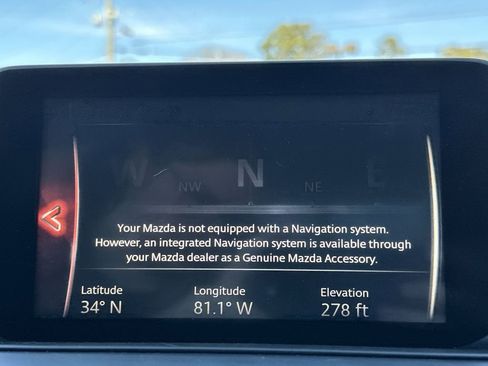 W NW N NE E
Your Mazda is not equipped with a Navigation system.
However, an integrated Navigation system is available through
your Mazda dealer as a Genuine Mazda Accessory.
Latitude Longitude Elevation
34° N 81.1° W 278 ft